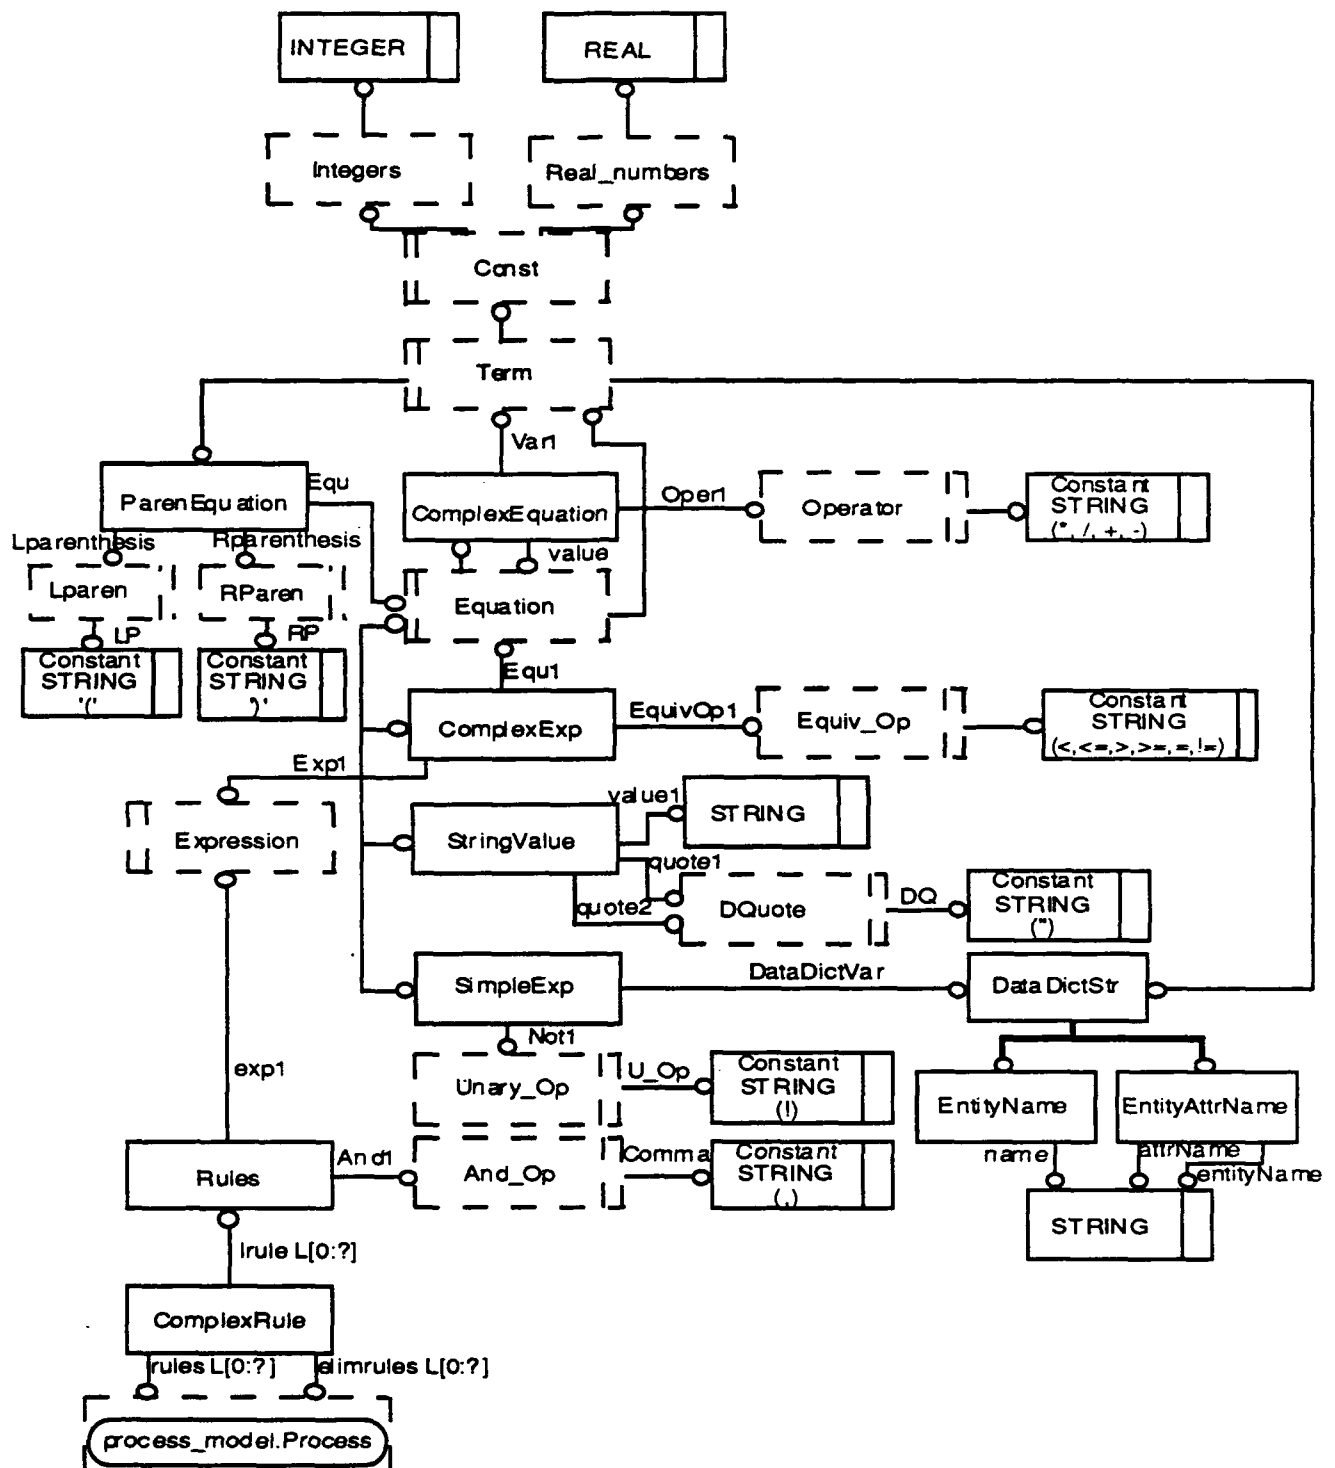 INTEGER
REAL
Integers
Real_numbers
Const
Term
Var1
ParenEquation
Equ
ComplexEquation
Oper1
Operator
Constant
STRING
(*, /, +, -)
Lparenthesis
Rparenthesis
value
Lparen
RParen
Equation
LP
RP
Constant
STRING
'('
Constant
STRING
')'
Equ1
ComplexExp
EquivOp1
Equiv_Op
Constant
STRING
(<,<=,>,>=,=,!=)
Exp1
Expression
StringValue
value1
STRING
quote1
quote2
DQuote
DQ
Constant
STRING
(")
SimpleExp
DataDictVar
DataDictStr
Not1
exp1
Unary_Op
U_Op
Constant
STRING
(!)
EntityName
EntityAttrName
name
attrName
entityName
Rules
And1
And_Op
Comma
Constant
STRING
(,)
STRING
lrule L[0:?]
ComplexRule
rules L[0:?]
elimrules L[0:?]
process_model.Process